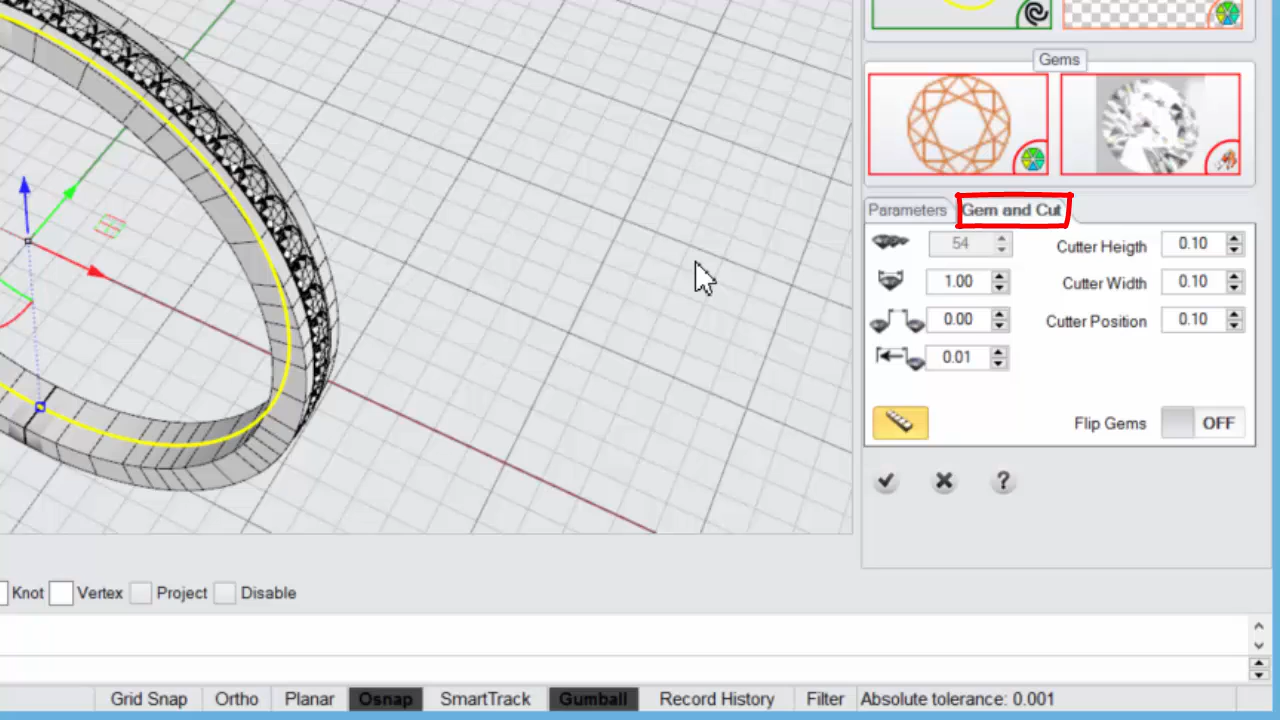 Gems
Parameters Gem and Cut
54 Cutter Heigth 0.10
1.00 Cutter Width 0.10
0.00 Cutter Position 0.10
0.01
Flip Gems OFF
?
Knot Vertex Project Disable
Grid Snap Ortho Planar Osnap SmartTrack Gumball Record History Filter Absolute tolerance: 0.001